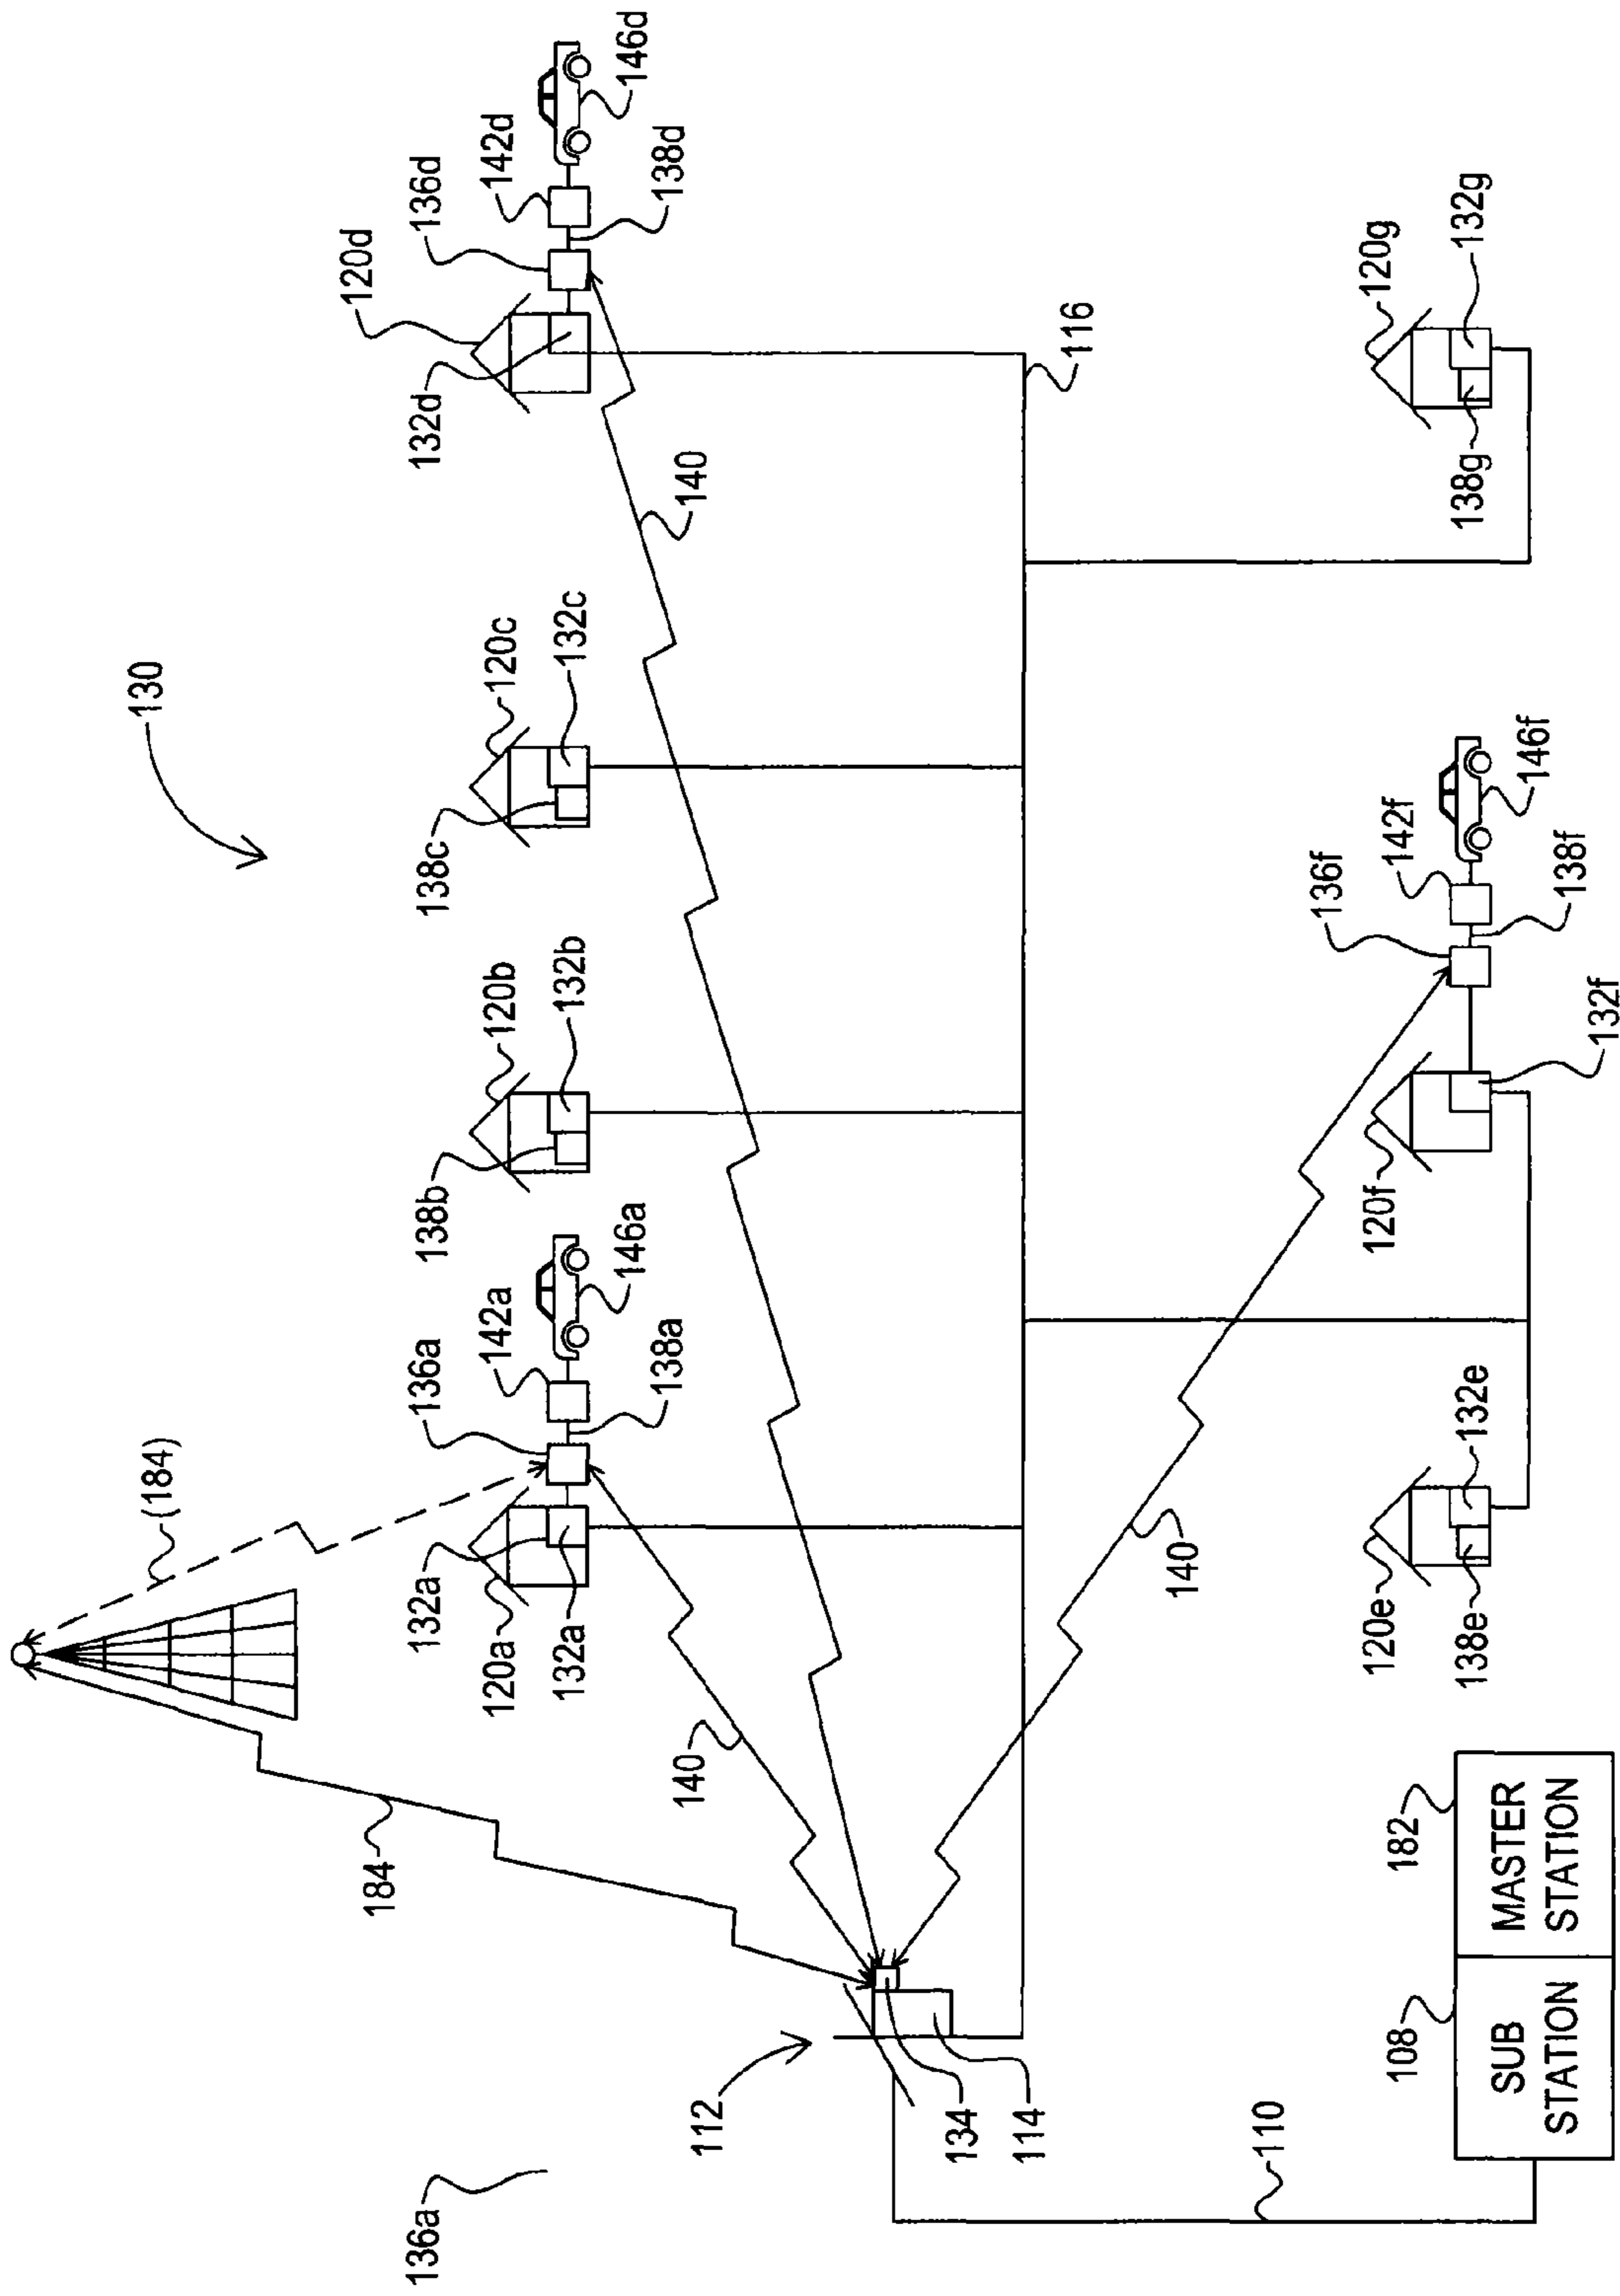 130
(184)
184
136a
142a
146a
138a
132a
120a
132a
120b
132b
138b
120c
132c
138c
120d
136d
142d
146d
138d
132d
140
140
140
116
112
136a
134
114
110
108
SUB
STATION
182
MASTER
STATION
120e
132e
138e
120f
136f
142f
146f
138f
132f
120g
132g
138g